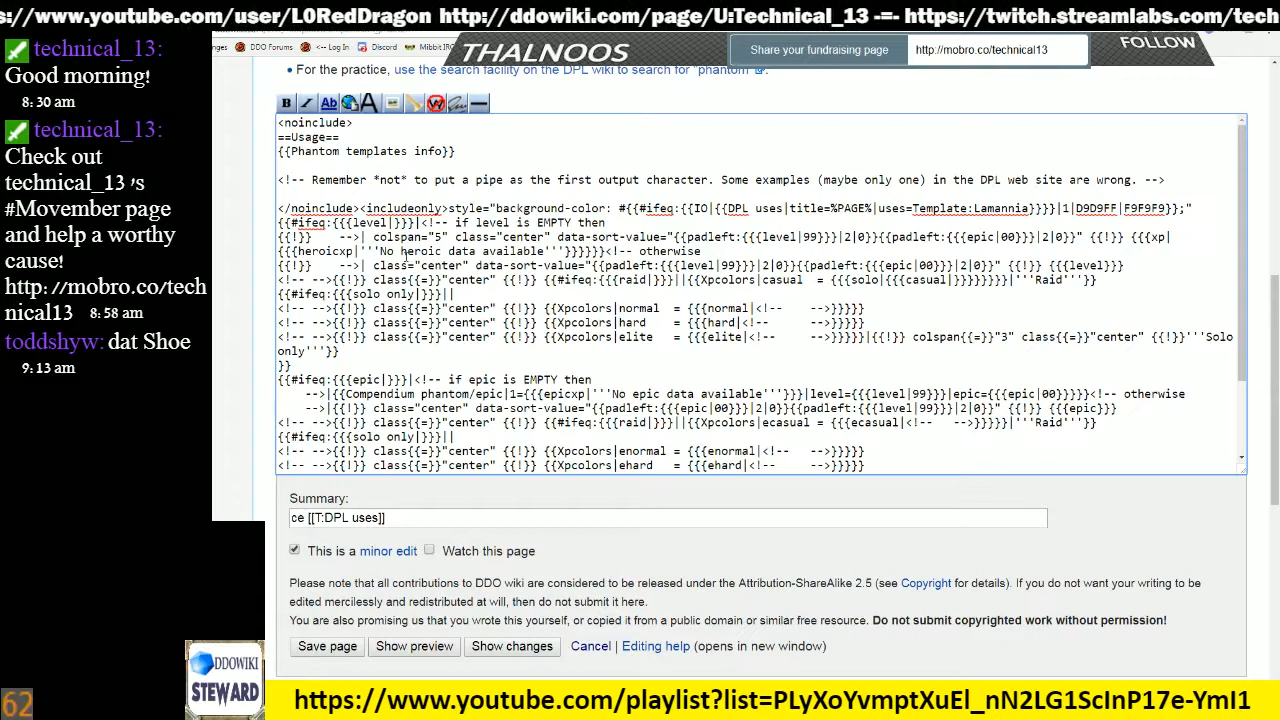 s://www.youtube.com/user/L0RedDragon http://ddowiki.com/page/U:Technical_13 -=- https://twitch.streamlabs.com/tech
technical_13:
Good morning!
8:30 am
technical_13:
Check out
technical_13's
#Movember page
and help a worthy
cause!
http://mobro.co/tech
nical13 8:58 am
toddshyw: dat Shoe
9:13 am
nges DDO Forums <-- Log In Discord Mibbit IRC
THALNOOS
Share your fundraising page http://mobro.co/technical13
FOLLOW
• For the practice, use the search facility on the DPL wiki to search for "phantom".
B I Ab A W
<noinclude>
==Usage==
{{Phantom templates info}}
<!-- Remember *not* to put a pipe as the first output character. Some examples (maybe only one) in the DPL web site are wrong. -->
</noinclude><includeonly>style="background-color: #{{#ifeq:{{IO|{{DPL uses|title=%PAGE%|uses=Template:Lamannia}}}}|1|D9D9FF|F9F9F9}};"
{{#ifeq:{{{level|}}}|<!-- if level is EMPTY then
{{!}}    -->| colspan="5" class="center" data-sort-value="{{padleft:{{{level|99}}}|2|0}}{{padleft:{{{epic|00}}}|2|0}}" {{!}} {{{xp|
{{{heroicxp|'''No heroic data available'''}}}}}}<!-- otherwise
{{!}}    -->| class="center" data-sort-value="{{padleft:{{{level|99}}}|2|0}}{{padleft:{{{epic|00}}}|2|0}}" {{!}} {{{level}}}
<!-- -->{{!}} class{{=}}"center" {{!}} {{#ifeq:{{{raid|}}}||{{Xpcolors|casual  = {{{solo|{{{casual|}}}}}}}}|'''Raid'''}}
{{#ifeq:{{{solo only|}}}||
<!-- -->{{!}} class{{=}}"center" {{!}} {{Xpcolors|normal  = {{{normal|<!--    -->}}}}}
<!-- -->{{!}} class{{=}}"center" {{!}} {{Xpcolors|hard    = {{{hard|<!--      -->}}}}}
<!-- -->{{!}} class{{=}}"center" {{!}} {{Xpcolors|elite   = {{{elite|<!--     -->}}}}}|{{!}} colspan{{=}}"3" class{{=}}"center" {{!}}'''Solo
only'''}}
}}
{{#ifeq:{{{epic|}}}|<!-- if epic is EMPTY then
-->|{{Compendium phantom/epic|1={{{epicxp|'''No epic data available'''}}}|level={{{level|99}}}|epic={{{epic|00}}}}}<!-- otherwise
-->|{{!}} class="center" data-sort-value="{{padleft:{{{epic|00}}}|2|0}}{{padleft:{{{level|99}}}|2|0}}" {{!}} {{{epic}}}
<!-- -->{{!}} class{{=}}"center" {{!}} {{#ifeq:{{{raid|}}}||{{Xpcolors|ecasual = {{{ecasual|<!--   -->}}}}}|'''Raid'''}}
{{#ifeq:{{{solo only|}}}||
<!-- -->{{!}} class{{=}}"center" {{!}} {{Xpcolors|enormal = {{{enormal|<!--   -->}}}}}
<!-- -->{{!}} class{{=}}"center" {{!}} {{Xpcolors|ehard   = {{{ehard|<!--     -->}}}}}
Summary:
ce [[T:DPL uses]]
This is a minor edit Watch this page
Please note that all contributions to DDO wiki are considered to be released under the Attribution-ShareAlike 2.5 (see Copyright for details). If you do not want your writing to be
edited mercilessly and redistributed at will, then do not submit it here.
You are also promising us that you wrote this yourself, or copied it from a public domain or similar free resource. Do not submit copyrighted work without permission!
Save page Show preview Show changes Cancel | Editing help (opens in new window)
DDOWIKI
STEWARD
62
https://www.youtube.com/playlist?list=PLyXoYvmptXuEl_nN2LG1ScInP17e-YmI1